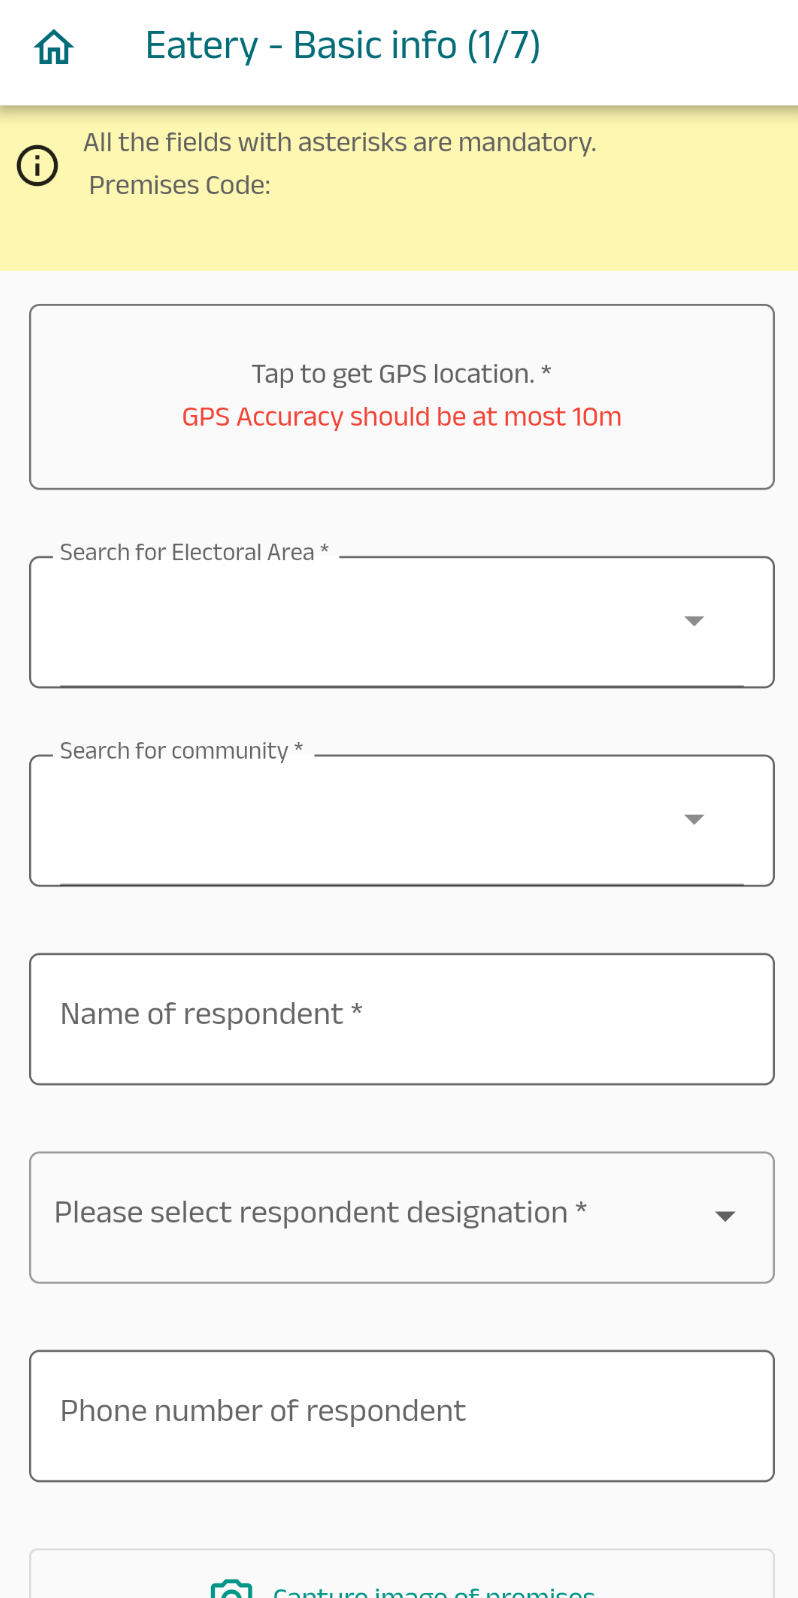 Eatery - Basic info (1/7)
All the fields with asterisks are mandatory.
Premises Code:
Tap to get GPS location. *
GPS Accuracy should be at most 10m
Search for Electoral Area *
Search for community *
Name of respondent *
Please select respondent designation *
Phone number of respondent
Capture image of premises